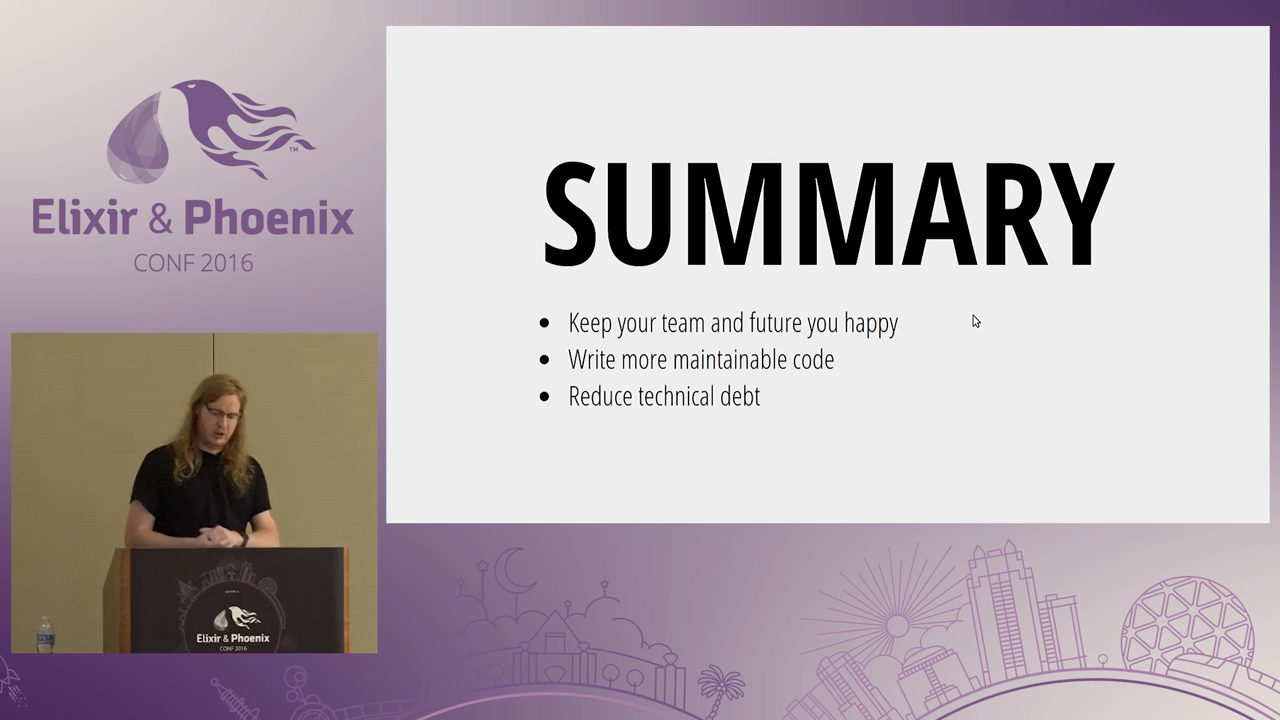 Elixir & Phoenix
CONF 2016
SUMMARY
• Keep your team and future you happy
• Write more maintainable code
• Reduce technical debt
Elixir & Phoenix
CONF 2016